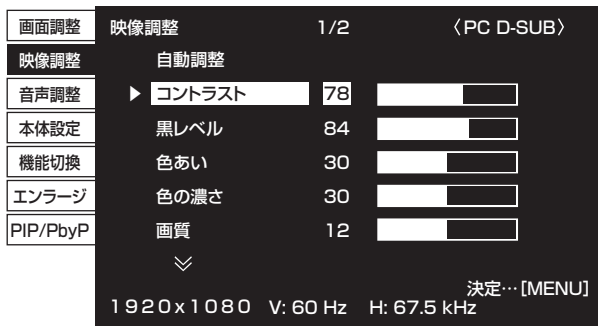 画面調整
映像調整
音声調整
本体設定
機能切換
エンラージ
PIP/PbyP
映像調整 1/2 〈PC D-SUB〉
自動調整
コントラスト 78
黒レベル 84
色あい 30
色の濃さ 30
画質 12
決定…[MENU]
1920x1080 V: 60 Hz H: 67.5 kHz